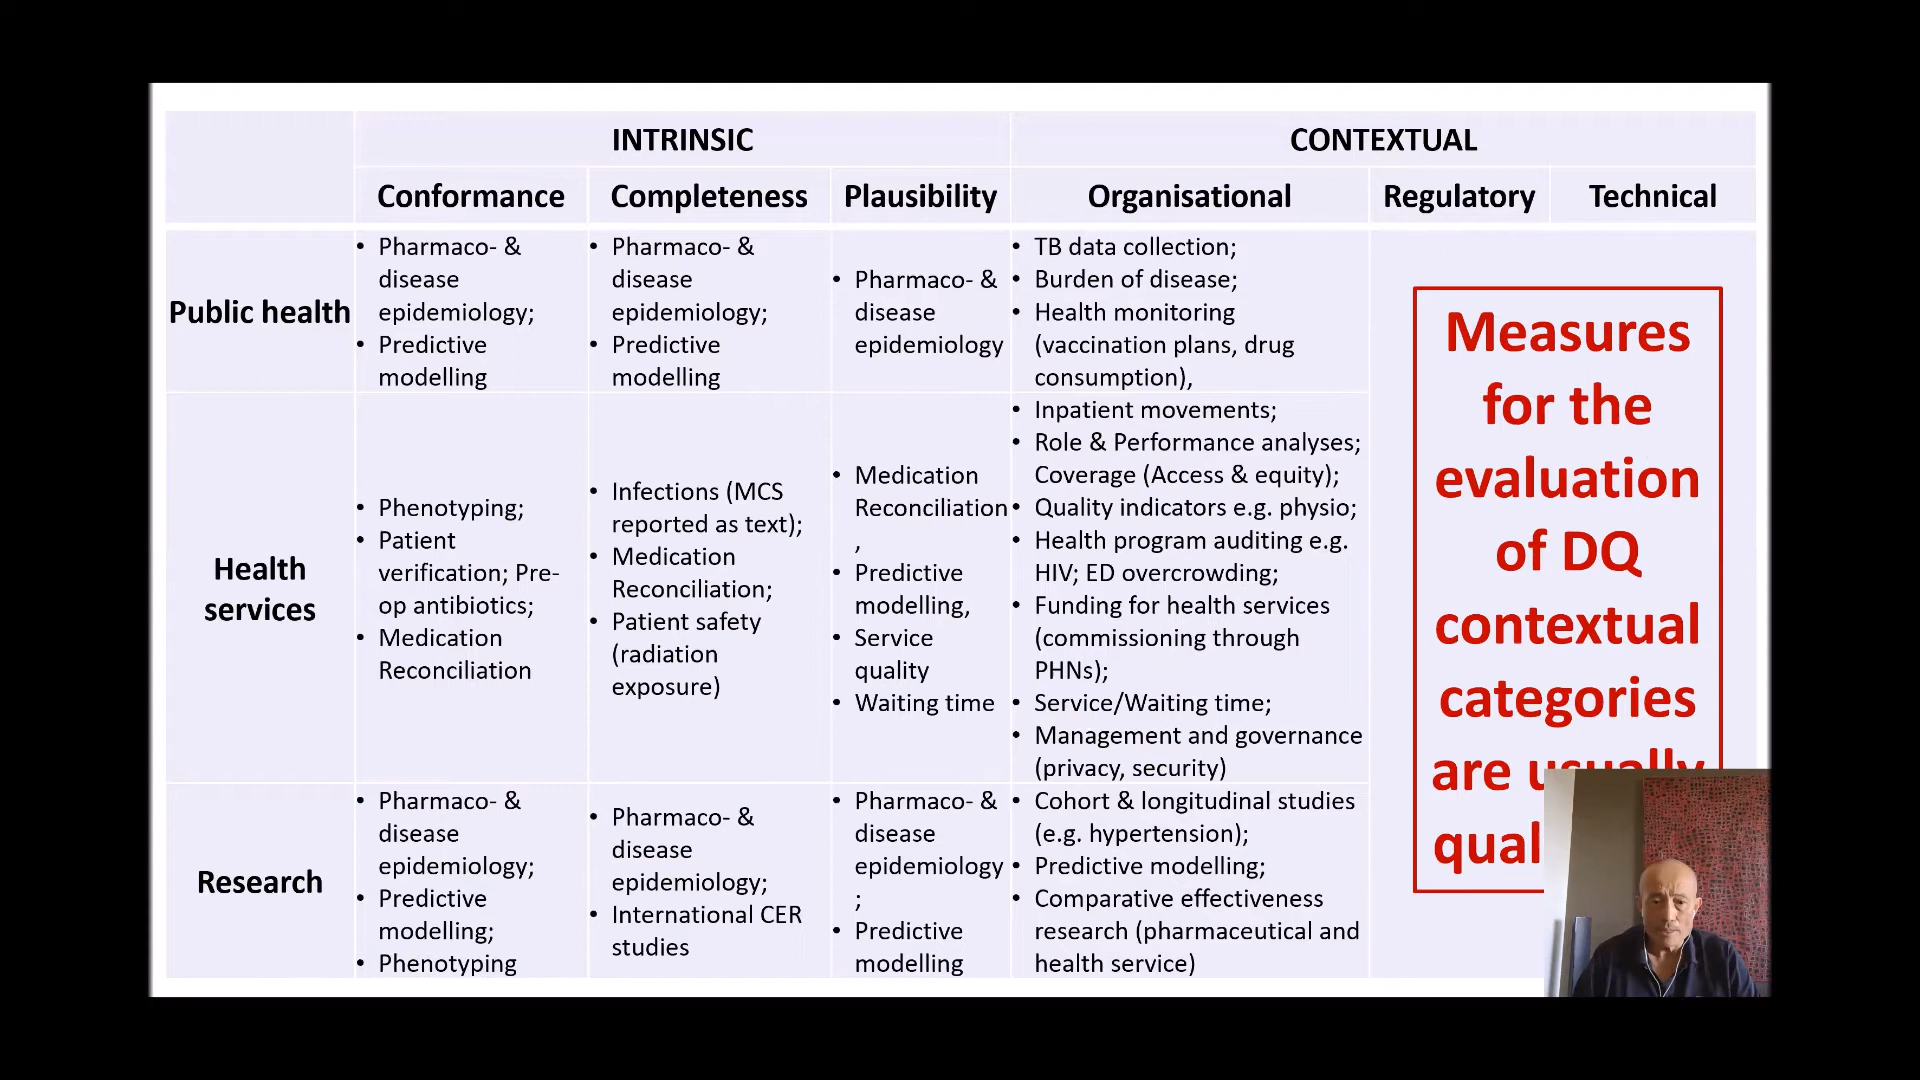 INTRINSIC
CONTEXTUAL
Conformance
Completeness
Plausibility
Organisational
Regulatory
Technical
Public health
• Pharmaco- &
disease
epidemiology;
• Predictive
modelling
• Pharmaco- &
disease
epidemiology;
• Predictive
modelling
• Pharmaco- &
disease
epidemiology
• TB data collection;
• Burden of disease;
• Health monitoring
(vaccination plans, drug
consumption),
Health
services
• Phenotyping;
• Patient
verification; Pre-
op antibiotics;
• Medication
Reconciliation
• Infections (MCS
reported as text);
• Medication
Reconciliation;
• Patient safety
(radiation
exposure)
• Medication
Reconciliation
,
• Predictive
modelling,
• Service
quality
• Waiting time
• Inpatient movements;
• Role & Performance analyses;
Coverage (Access & equity);
• Quality indicators e.g. physio;
• Health program auditing e.g.
HIV; ED overcrowding;
• Funding for health services
(commissioning through
PHNs);
• Service/Waiting time;
• Management and governance
(privacy, security)
Research
• Pharmaco- &
disease
epidemiology;
• Predictive
modelling;
• Phenotyping
• Pharmaco- &
disease
epidemiology;
• International CER
studies
• Pharmaco- &
disease
epidemiology
;
• Predictive
modelling
• Cohort & longitudinal studies
(e.g. hypertension);
• Predictive modelling;
• Comparative effectiveness
research (pharmaceutical and
health service)
Measures
for the
evaluation
of DQ
contextual
categories
are usually